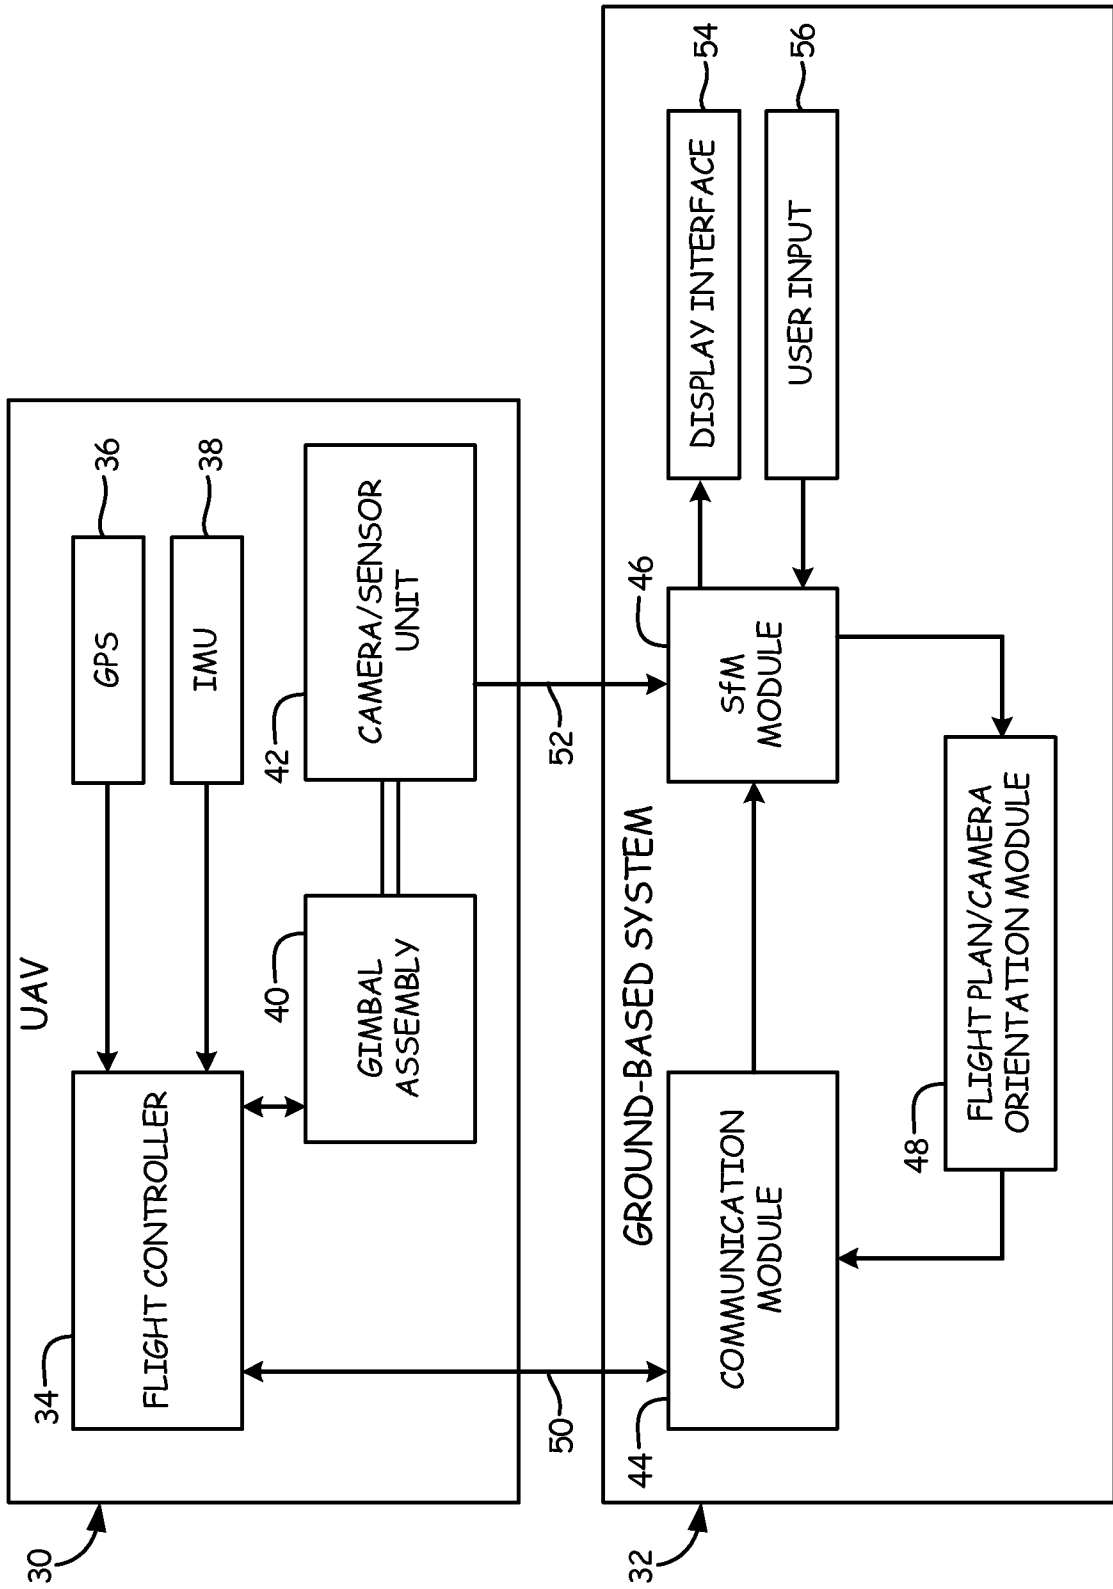 30
UAV
34
FLIGHT CONTROLLER
GPS
36
IMU
38
40
GIMBAL
ASSEMBLY
42
CAMERA/SENSOR
UNIT
50
52
32
GROUND-BASED SYSTEM
44
COMMUNICATION
MODULE
46
SfM
MODULE
DISPLAY INTERFACE
54
USER INPUT
56
48
FLIGHT PLAN/CAMERA
ORIENTATION MODULE